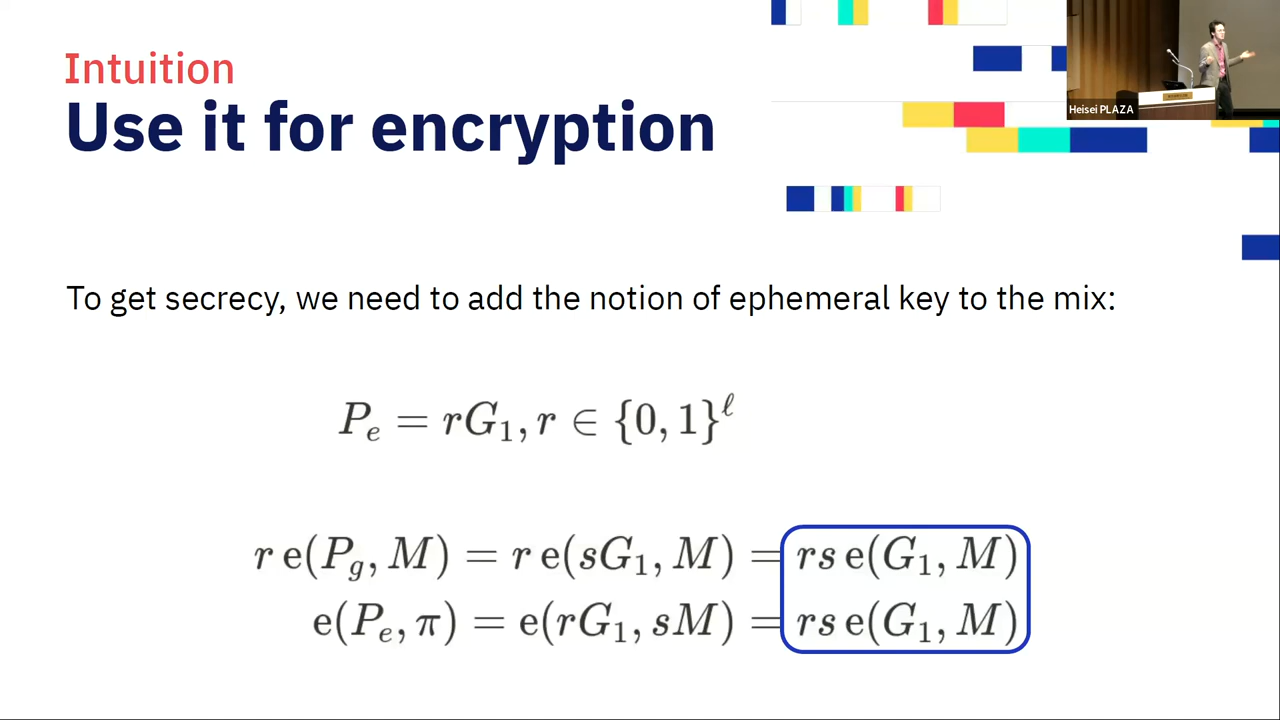 Intuition
Use it for encryption
Heisei PLAZA
To get secrecy, we need to add the notion of ephemeral key to the mix:
Pₑ = rG₁, r ∈ {0, 1}^ℓ
r e(P_g, M) = r e(sG₁, M) = rs e(G₁, M)
e(Pₑ, π) = e(rG₁, sM) = rs e(G₁, M)